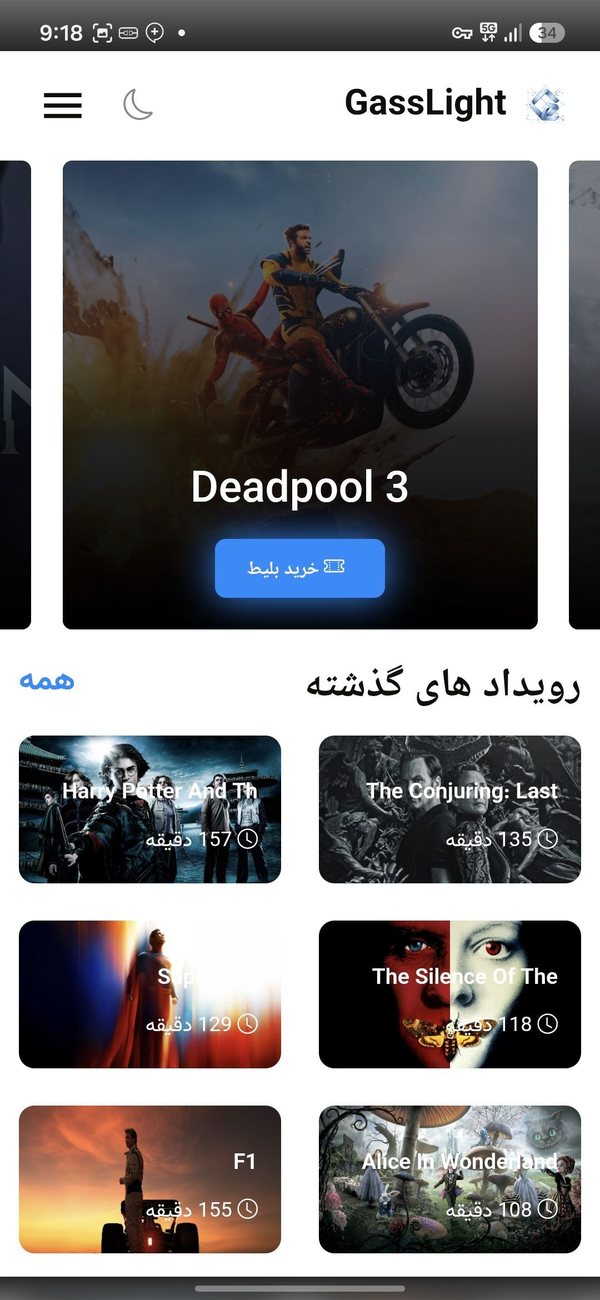 9:18
5G
34
GassLight
Deadpool 3
خرید بلیط
رویداد های گذشته
همه
The Conjuring: Last
135 دقیقه
Harry Potter And Th
157 دقیقه
The Silence Of The
118 دقیقه
129 دقیقه
Alice In Wonderland
108 دقیقه
F1
155 دقیقه